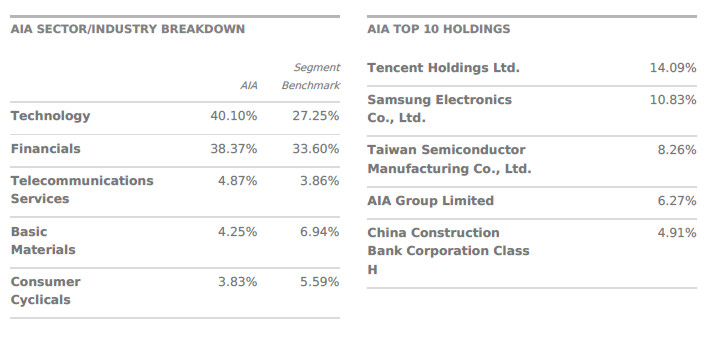 AIA SECTOR/INDUSTRY BREAKDOWN
Segment
AIA Benchmark
Technology 40.10% 27.25%
Financials 38.37% 33.60%
Telecommunications 4.87% 3.86%
Services
Basic 4.25% 6.94%
Materials
Consumer 3.83% 5.59%
Cyclicals
AIA TOP 10 HOLDINGS
Tencent Holdings Ltd. 14.09%
Samsung Electronics 10.83%
Co., Ltd.
Taiwan Semiconductor 8.26%
Manufacturing Co., Ltd.
AIA Group Limited 6.27%
China Construction 4.91%
Bank Corporation Class
H